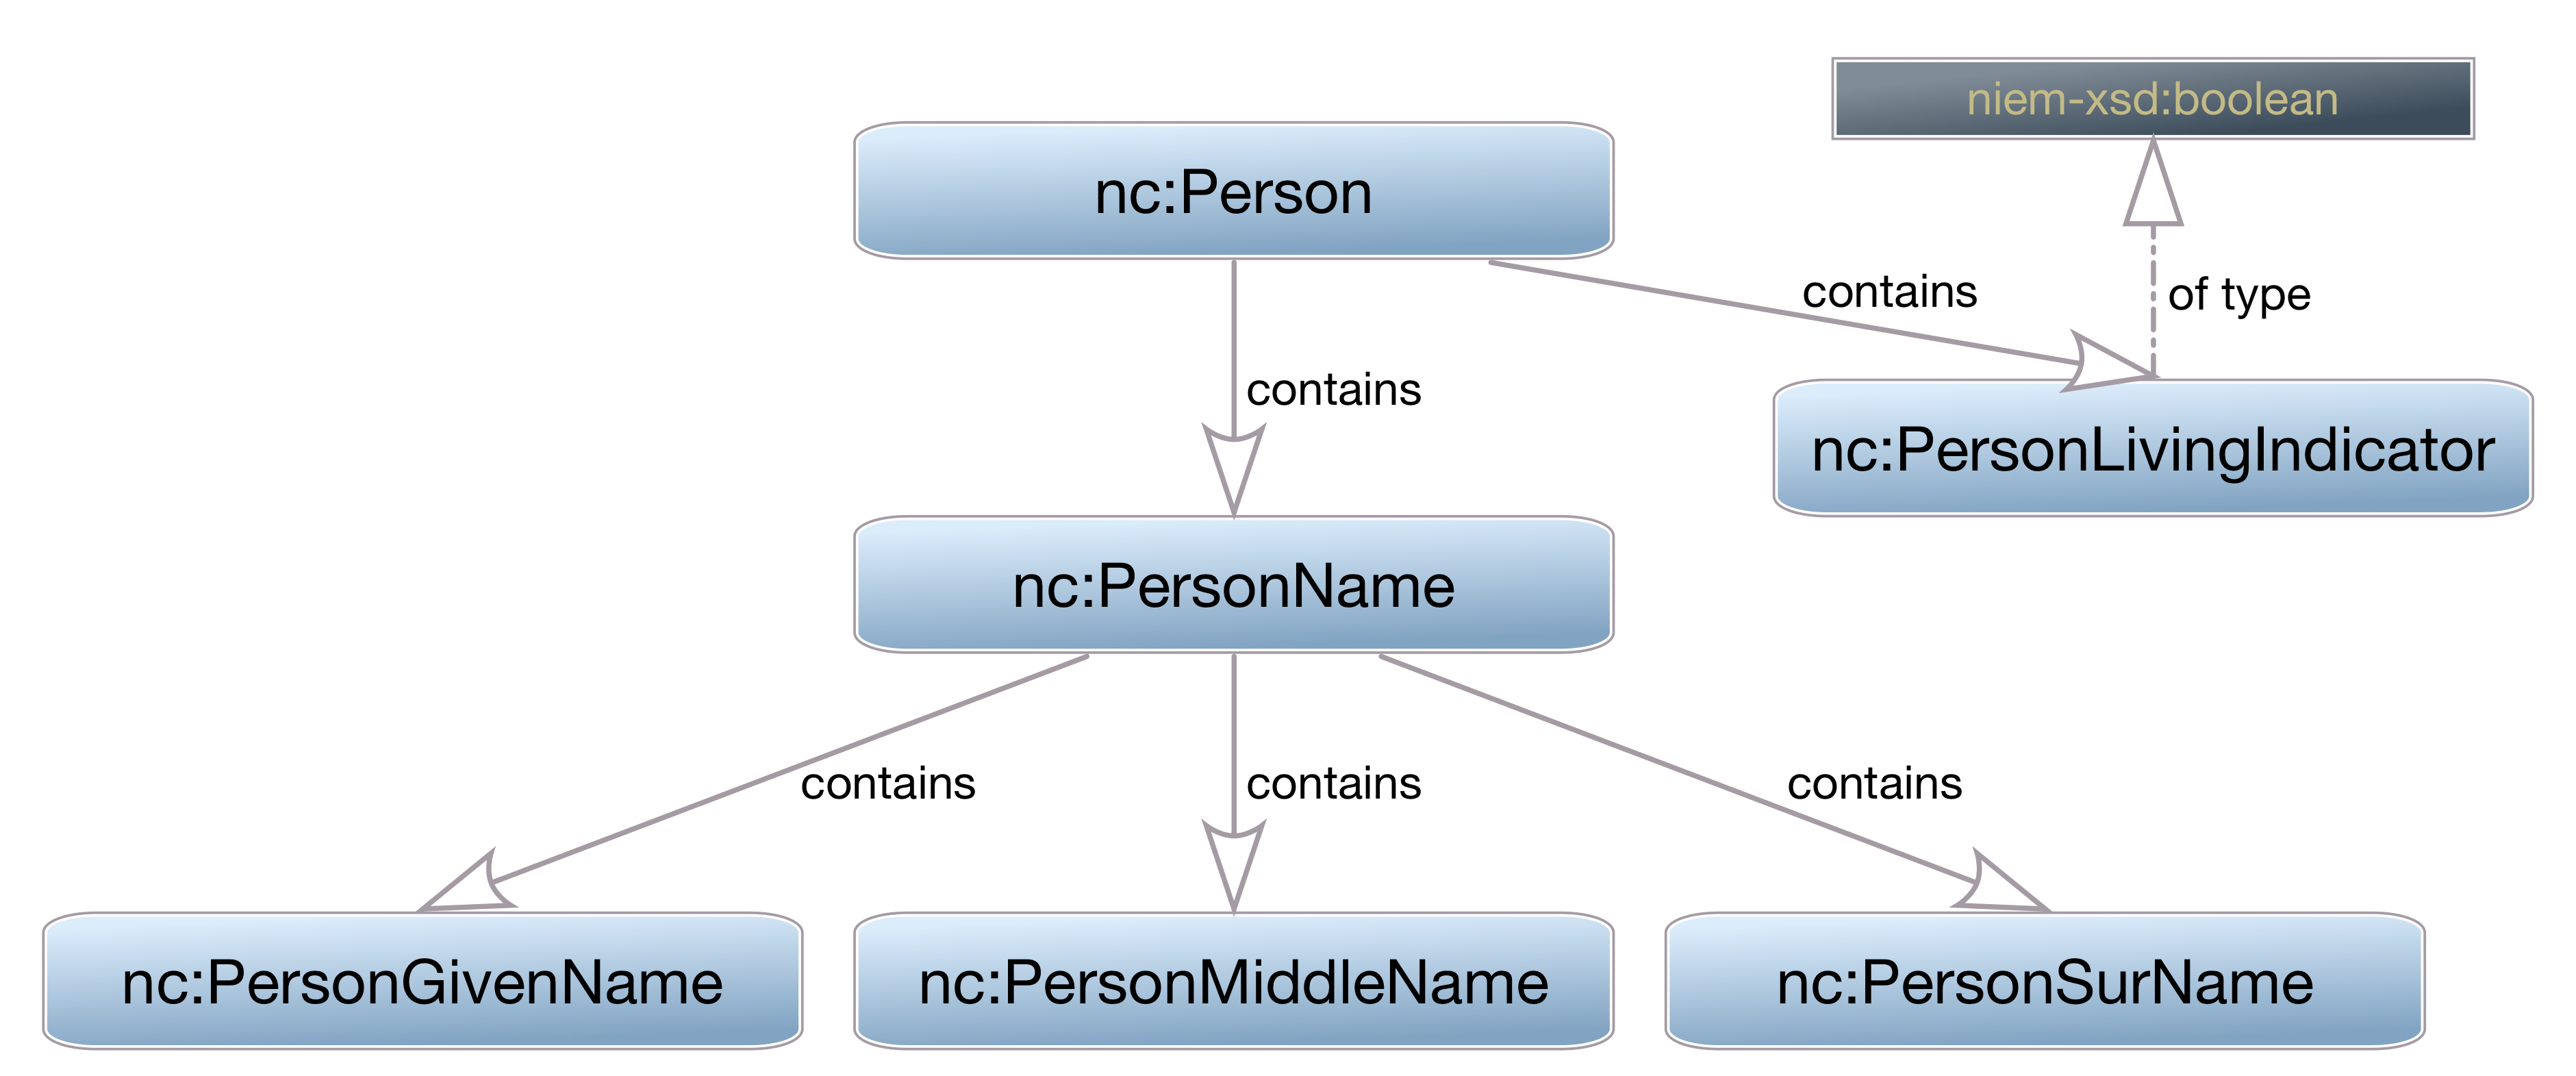 niem-xsd:boolean
nc:Person
contains
of type
contains
nc:PersonLivingIndicator
nc:PersonName
contains
contains
contains
nc:PersonGivenName
nc:PersonMiddleName
nc:PersonSurName